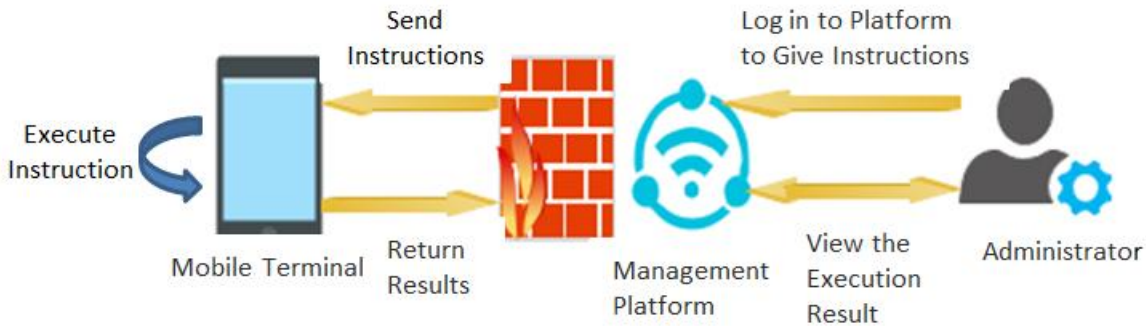 Send
Instructions
Log in to Platform
to Give Instructions
Execute
Instruction
Mobile Terminal
Return
Results
Management
Platform
View the
Execution
Result
Administrator